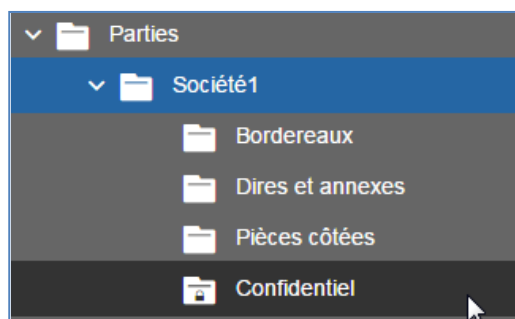 Parties
Société1
Bordereaux
Dires et annexes
Pièces côtées
Confidentiel